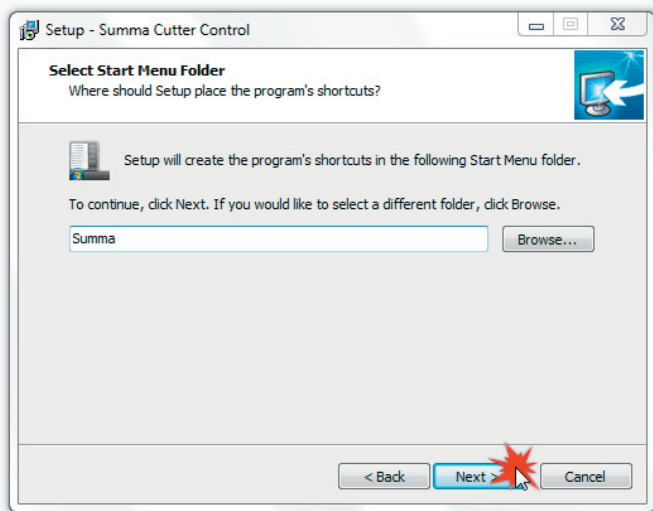 Setup - Summa Cutter Control
Select Start Menu Folder
Where should Setup place the program's shortcuts?
Setup will create the program's shortcuts in the following Start Menu folder.
To continue, click Next. If you would like to select a different folder, click Browse.
Summa
Browse...
< Back
Next >
Cancel